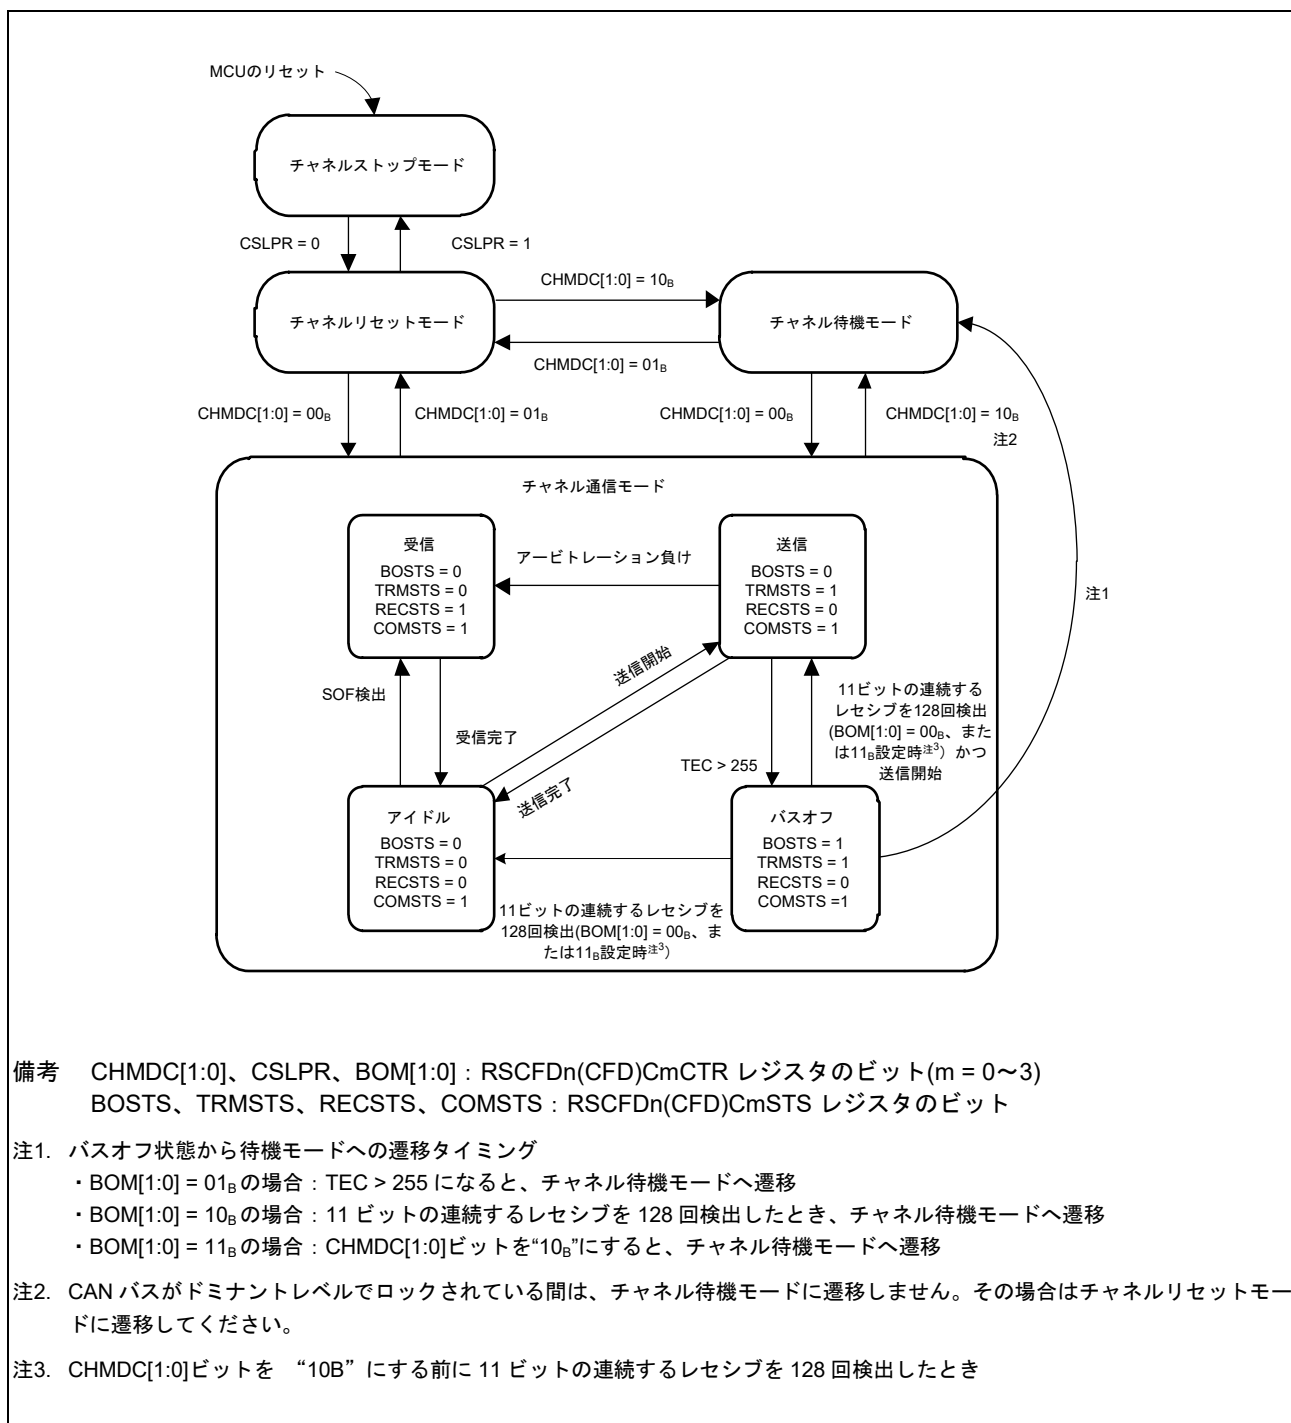 MCUのリセット
チャネルストップモード
CSLPR = 0
CSLPR = 1
チャネルリセットモード
CHMDC[1:0] = 10B
CHMDC[1:0] = 01B
チャネル待機モード
CHMDC[1:0] = 00B
CHMDC[1:0] = 01B
CHMDC[1:0] = 00B
CHMDC[1:0] = 10B
注2
注1
チャネル通信モード
受信
BOSTS = 0
TRMSTS = 0
RECSTS = 1
COMSTS = 1
アービトレーション負け
送信
BOSTS = 0
TRMSTS = 1
RECSTS = 0
COMSTS = 1
SOF検出
受信完了
送信開始
送信完了
TEC > 255
11ビットの連続する
レセシブを128回検出
(BOM[1:0] = 00B、また
は11B設定時注3）かつ
送信開始
アイドル
BOSTS = 0
TRMSTS = 0
RECSTS = 0
COMSTS = 1
バスオフ
BOSTS = 1
TRMSTS = 1
RECSTS = 0
COMSTS =1
11ビットの連続するレセシブを
128回検出(BOM[1:0] = 00B、ま
たは11B設定時注3）
備考 CHMDC[1:0]、CSLPR、BOM[1:0]：RSCFDn(CFD)CmCTR レジスタのビット(m = 0～3)
BOSTS、TRMSTS、RECSTS、COMSTS：RSCFDn(CFD)CmSTS レジスタのビット
注1. バスオフ状態から待機モードへの遷移タイミング
・BOM[1:0] = 01Bの場合：TEC > 255 になると、チャネル待機モードへ遷移
・BOM[1:0] = 10Bの場合：11 ビットの連続するレセシブを 128 回検出したとき、チャネル待機モードへ遷移
・BOM[1:0] = 11Bの場合：CHMDC[1:0]ビットを“10B”にすると、チャネル待機モードへ遷移
注2. CAN バスがドミナントレベルでロックされている間は、チャネル待機モードに遷移しません。その場合はチャネルリセットモー
ドに遷移してください。
注3. CHMDC[1:0]ビットを “10B”にする前に 11 ビットの連続するレセシブを 128 回検出したとき